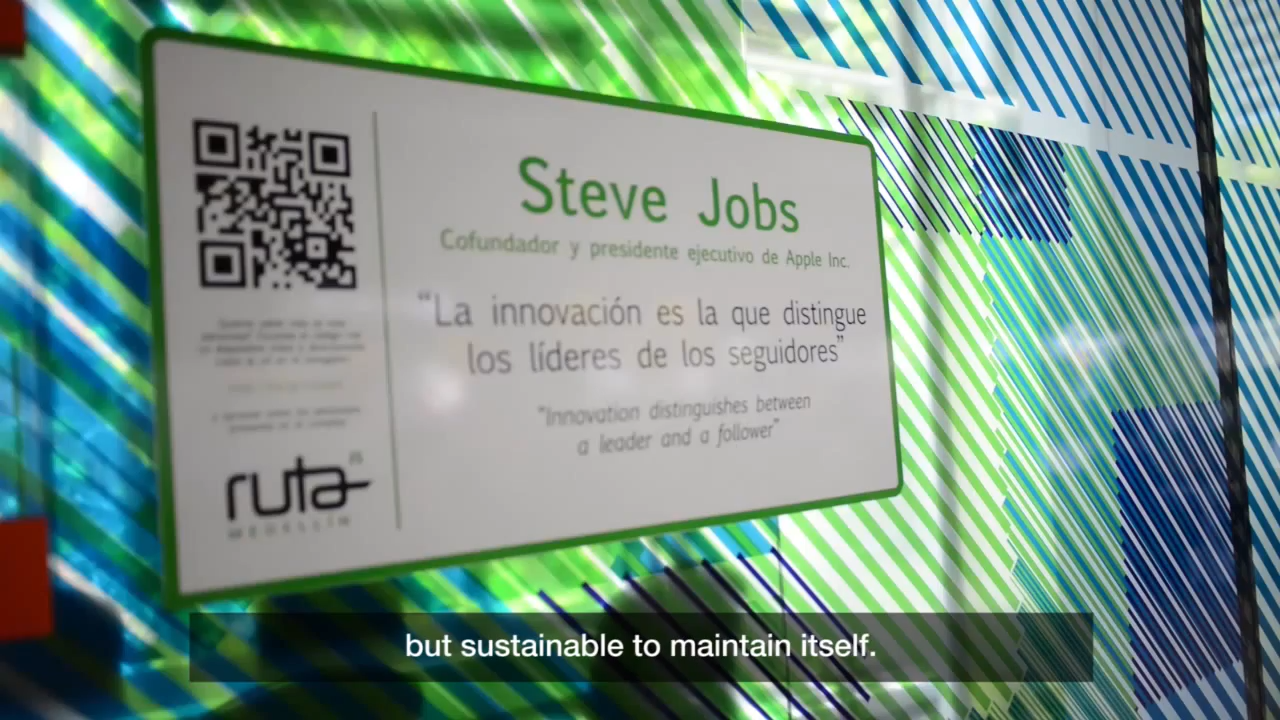 Steve Jobs
Cofundador y presidente ejecutivo de Apple Inc.
“La innovación es la que distingue
los líderes de los seguidores”
"Innovation distinguishes between
a leader and a follower"
ruta
MEDELLÍN
but sustainable to maintain itself.